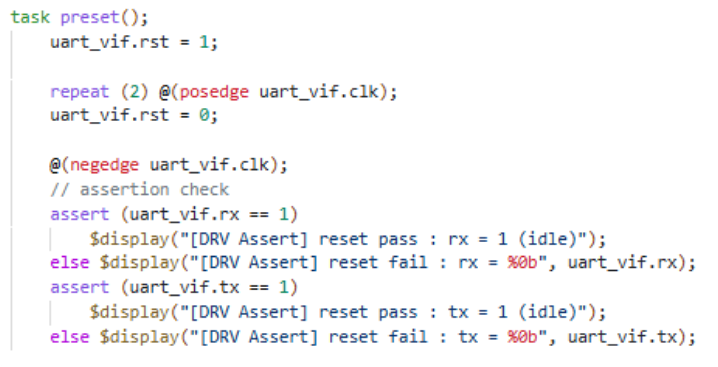 task preset();
    uart_vif.rst = 1;

    repeat (2) @(posedge uart_vif.clk);
    uart_vif.rst = 0;

    @(negedge uart_vif.clk);
    // assertion check
    assert (uart_vif.rx == 1)
        $display("[DRV Assert] reset pass : rx = 1 (idle)");
    else $display("[DRV Assert] reset fail : rx = %0b", uart_vif.rx);
    assert (uart_vif.tx == 1)
        $display("[DRV Assert] reset pass : tx = 1 (idle)");
    else $display("[DRV Assert] reset fail : tx = %0b", uart_vif.tx);